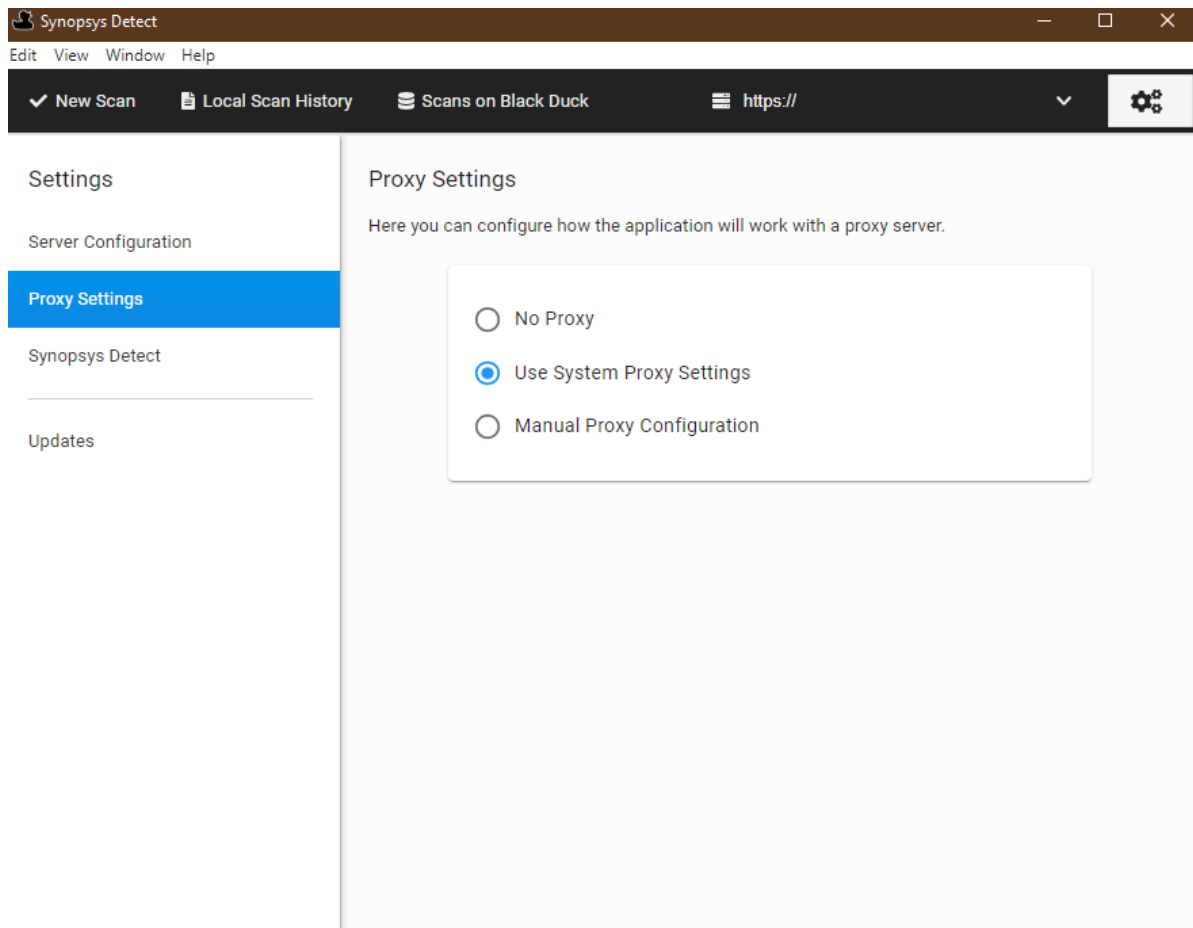 Synopsys Detect
Edit View Window Help
New Scan Local Scan History Scans on Black Duck https://
Settings
Server Configuration
Proxy Settings
Synopsys Detect
Updates
Proxy Settings
Here you can configure how the application will work with a proxy server.
No Proxy
Use System Proxy Settings
Manual Proxy Configuration